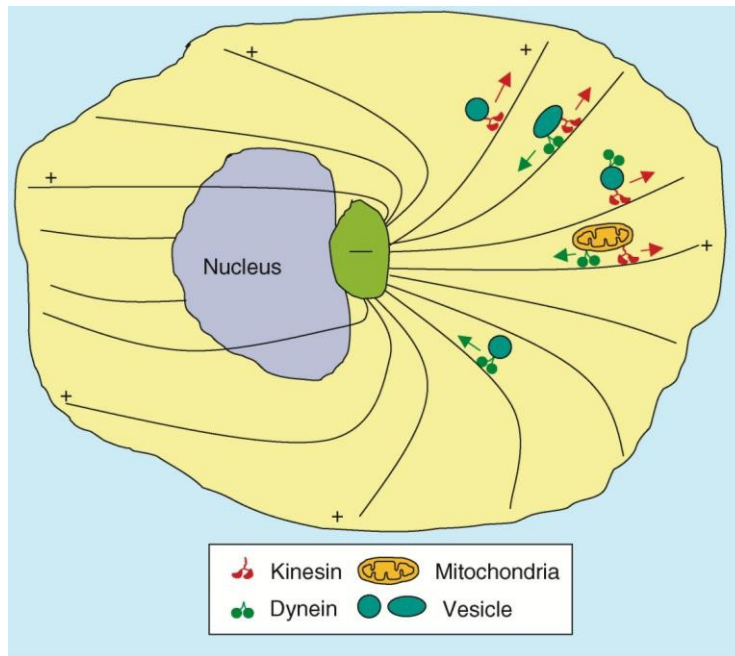 + +
+
+
Nucleus
—
+
+
Kinesin Mitochondria
Dynein Vesicle